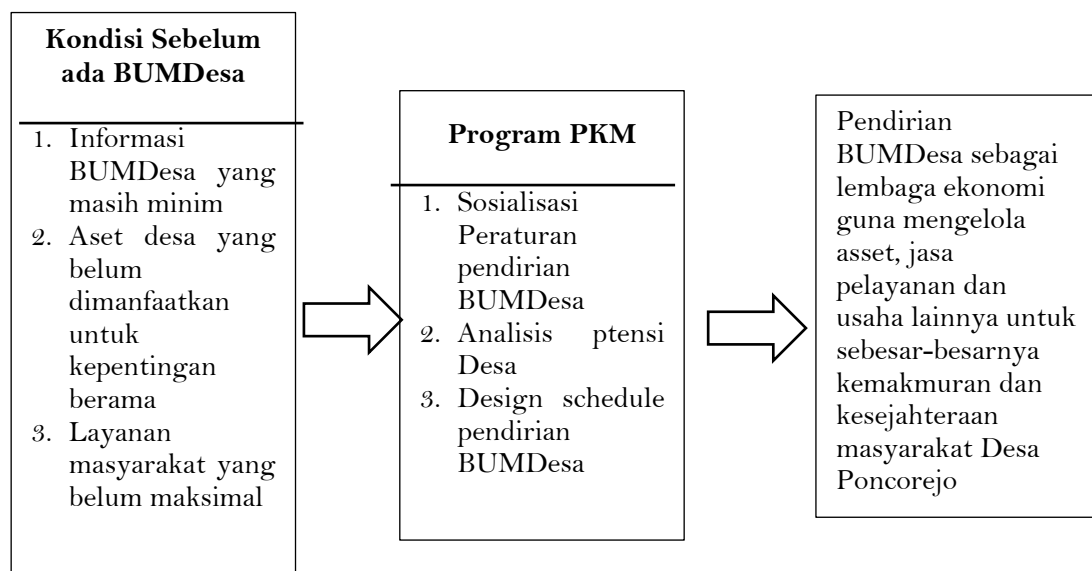 Kondisi Sebelum
ada BUMDesa
1. Informasi
BUMDesa yang
masih minim
2. Aset desa yang
belum
dimanfaatkan
untuk
kepentingan
berama
3. Layanan
masyarakat yang
belum maksimal
Program PKM
1. Sosialisasi
Peraturan
pendirian
BUMDesa
2. Analisis ptensi
Desa
3. Design schedule
pendirian
BUMDesa
Pendirian
BUMDesa sebagai
lembaga ekonomi
guna mengelola
asset, jasa
pelayanan dan
usaha lainnya untuk
sebesar-besarnya
kemakmuran dan
kesejahteraan
masyarakat Desa
Poncorejo